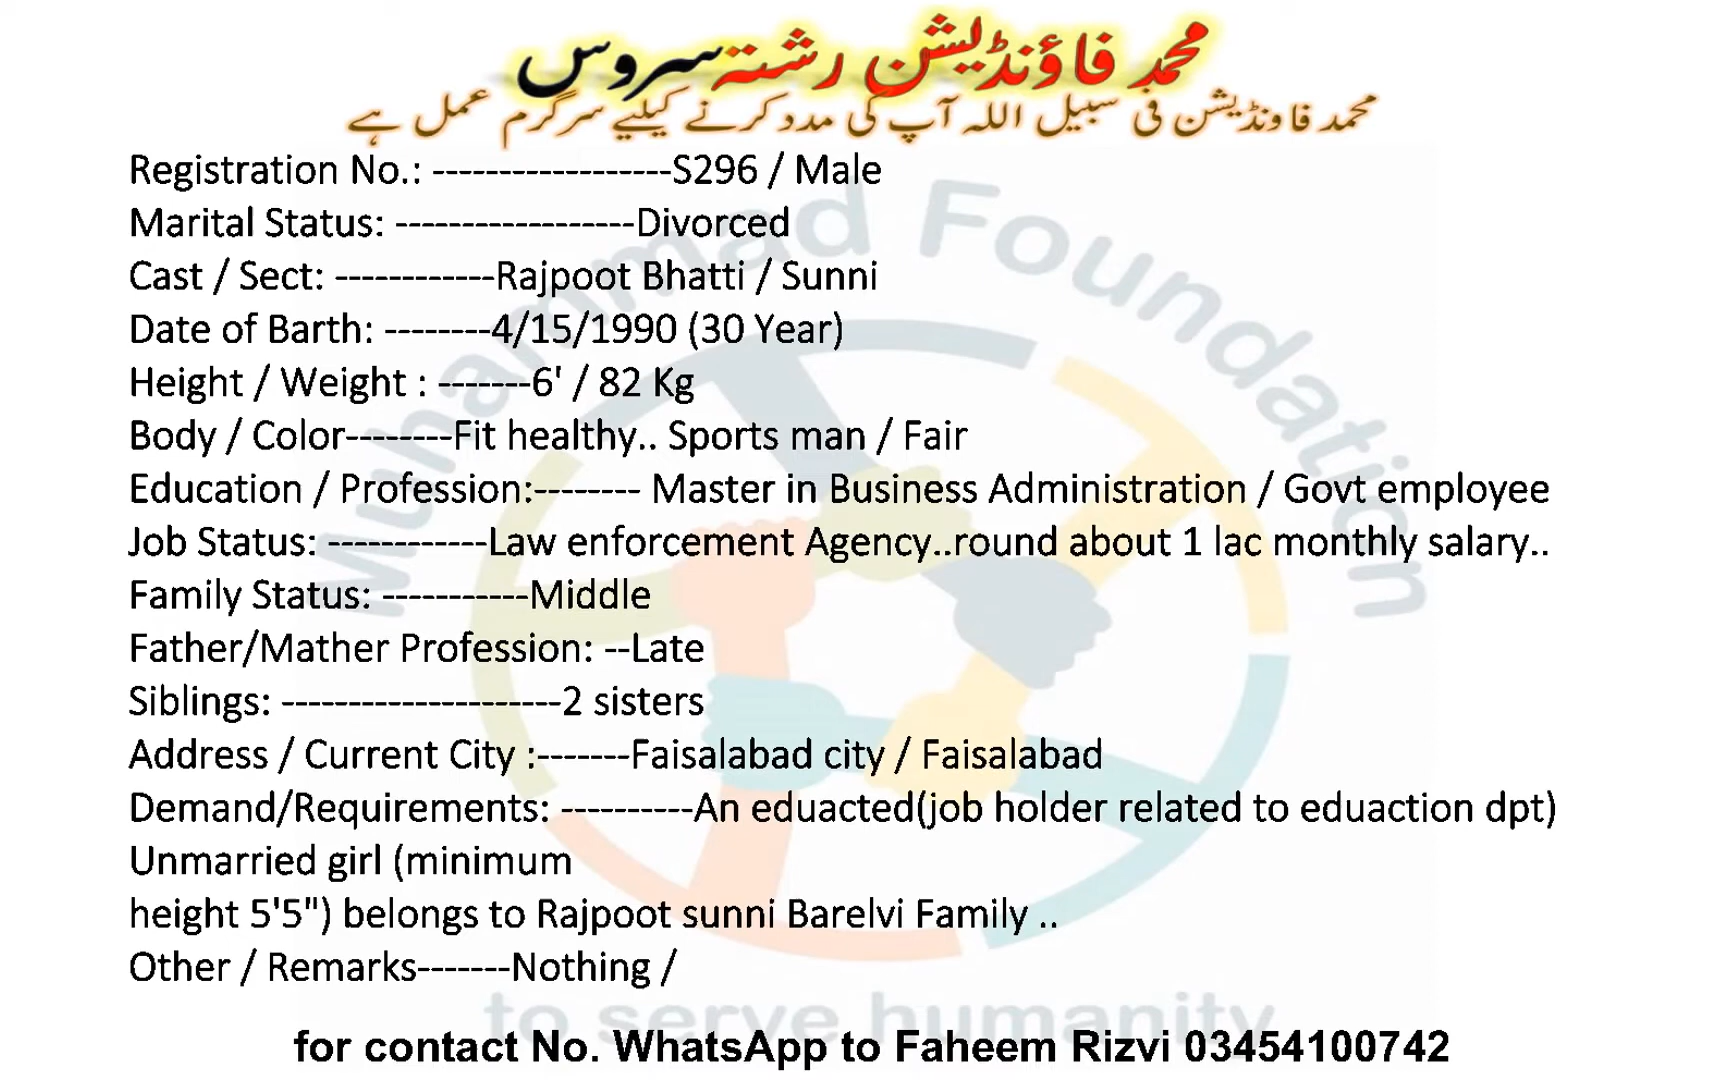 محمد فاؤنڈیشن رشتہ سروس
محمد فاونڈیشن فی سبیل اللہ آپ کی مدد کرنے کیلیے سرگرم عمل ہے
Registration No.: ------------------S296 / Male
Marital Status: ------------------Divorced
Cast / Sect: ------------Rajpoot Bhatti / Sunni
Date of Barth: --------4/15/1990 (30 Year)
Height / Weight : -------6' / 82 Kg
Body / Color--------Fit healthy.. Sports man / Fair
Education / Profession:-------- Master in Business Administration / Govt employee
Job Status: ------------Law enforcement Agency..round about 1 lac monthly salary..
Family Status: -----------Middle
Father/Mather Profession: --Late
Siblings: ---------------------2 sisters
Address / Current City :-------Faisalabad city / Faisalabad
Demand/Requirements: ----------An eduacted(job holder related to eduaction dpt)
Unmarried girl (minimum
height 5'5") belongs to Rajpoot sunni Barelvi Family ..
Other / Remarks-------Nothing /
for contact No. WhatsApp to Faheem Rizvi 03454100742
Muhammad Foundation
to serve humanity